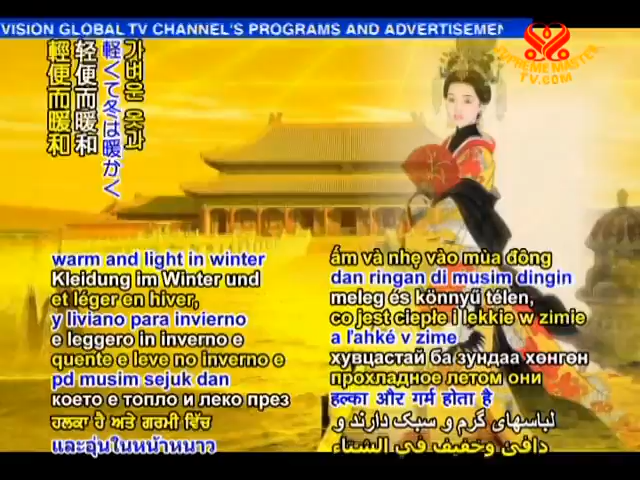 VISION GLOBAL TV CHANNEL'S PROGRAMS AND ADVERTISEMEN
SUPREME MASTER
TV.COM
輕便而暖和
轻便而暖和
軽くて冬は暖かく
가벼운 옷과
warm and light in winter
Kleidung im Winter und
et léger en hiver,
y liviano para invierno
e leggero in inverno e
quente e leve no inverno e
pd musim sejuk dan
което е топло и леко през
ਹਲਕਾ ਹੈ ਅਤੇ ਗਰਮੀ ਵਿੱਚ
และอุ่นในหน้าหนาว
ấm và nhẹ vào mùa đông
dan ringan di musim dingin
meleg és könnyű télen,
co jest ciepłe i lekkie w zimie
a ľahké v zime
хувцастай ба зундаа хөнгөн
прохладное летом они
हल्का और गर्म होता है
لباسهای گرم و سبک دارند و
دافئ وخفيف في الشتاء